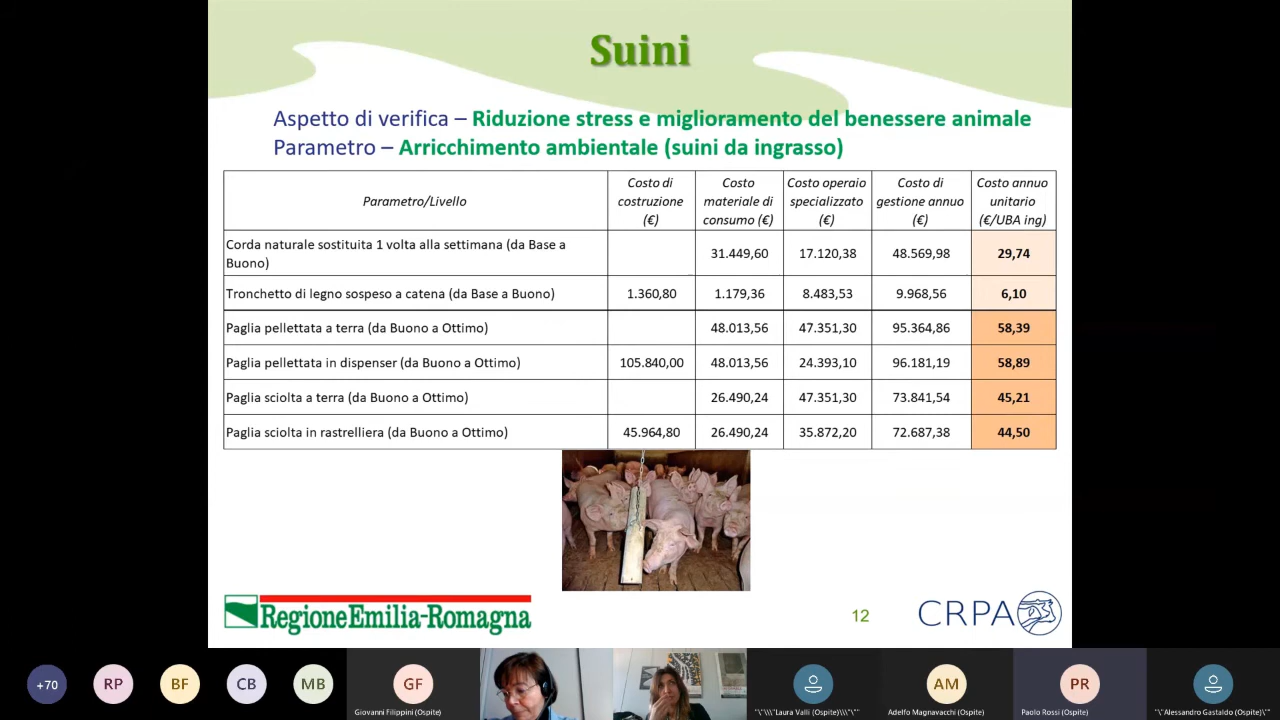 Suini
Aspetto di verifica – Riduzione stress e miglioramento del benessere animale
Parametro – Arricchimento ambientale (suini da ingrasso)
Parametro/Livello Costo di costruzione (€) Costo materiale di consumo (€) Costo operaio specializzato (€) Costo di gestione annuo (€) Costo annuo unitario (€/UBA ing)
Corda naturale sostituita 1 volta alla settimana (da Base a Buono) 31.449,60 17.120,38 48.569,98 29,74
Tronchetto di legno sospeso a catena (da Base a Buono) 1.360,80 1.179,36 8.483,53 9.968,56 6,10
Paglia pellettata a terra (da Buono a Ottimo) 48.013,56 47.351,30 95.364,86 58,39
Paglia pellettata in dispenser (da Buono a Ottimo) 105.840,00 48.013,56 24.393,10 96.181,19 58,89
Paglia sciolta a terra (da Buono a Ottimo) 26.490,24 47.351,30 73.841,54 45,21
Paglia sciolta in rastrelliera (da Buono a Ottimo) 45.964,80 26.490,24 35.872,20 72.687,38 44,50
RegioneEmilia-Romagna
12
CRPA
+70
RP
BF
CB
MB
GF
AM
PR
Giovanni Filippini (Ospite)
"\"\\\"Laura Valli (Ospite)\\\"\""
Adelfo Magnavacchi (Ospite)
Paolo Rossi (Ospite)
"\"Alessandro Gastaldo (Ospite)\"